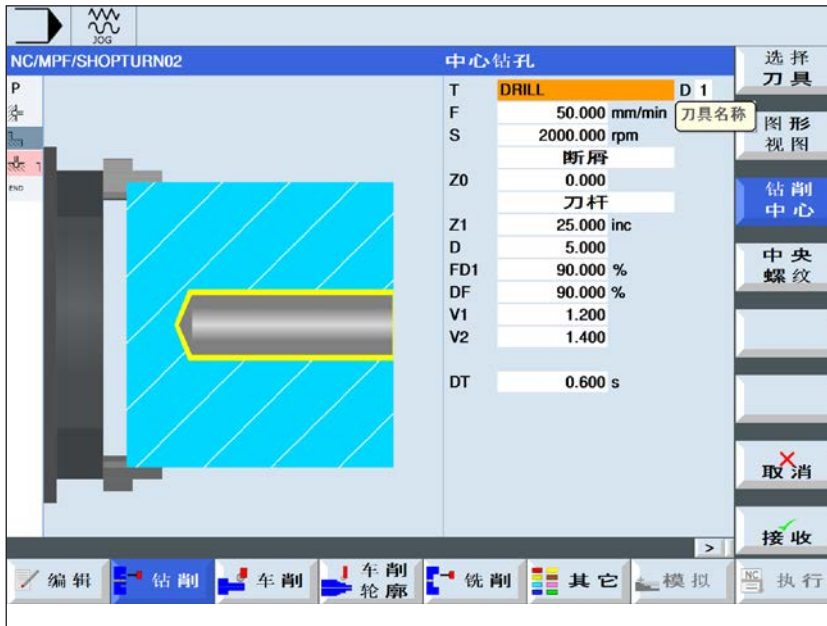 JOG
NC/MPF/SHOPTURN02
中心钻孔
P
END
T DRILL D 1
刀具名称
F 50.000 mm/min
S 2000.000 rpm
断屑
Z0 0.000
刀杆
Z1 25.000 inc
D 5.000
FD1 90.000 %
DF 90.000 %
V1 1.200
V2 1.400
DT 0.600 s
选择
刀具
图形
视图
钻削
中心
中央
螺纹
取消
接收
>
编辑
钻削
车削
车削
轮廓
铣削
其它
模拟
NC
执行